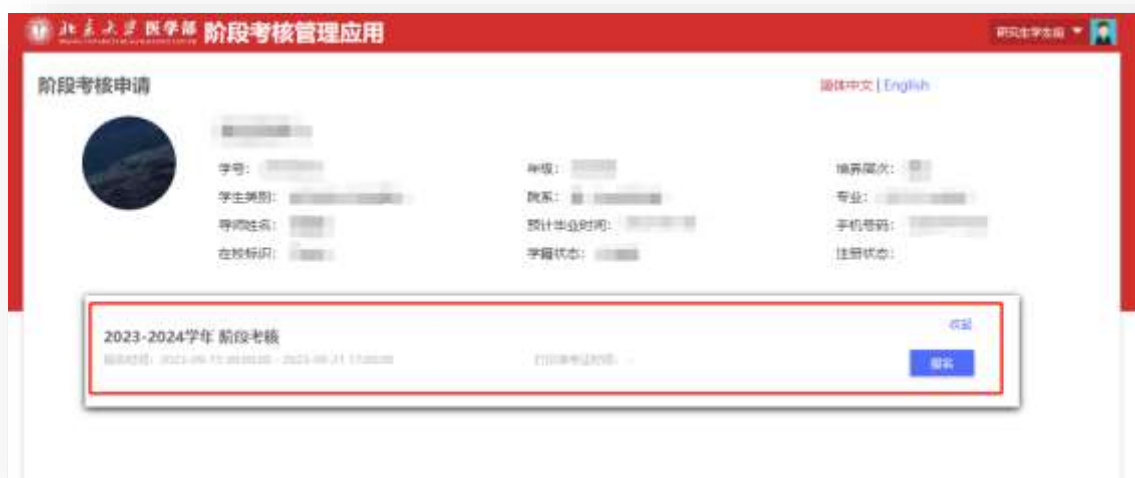 北京大学医学部 阶段考核管理应用
研究生学生组
阶段考核申请
简体中文 | English
学号: 年级: 培养层次:
学生类别: 院系: 专业:
导师姓名: 预计毕业时间: 手机号码:
在校标识: 学籍状态: 注册状态:
收起
2023-2024学年 阶段考核
打印准考证时间: -
报名